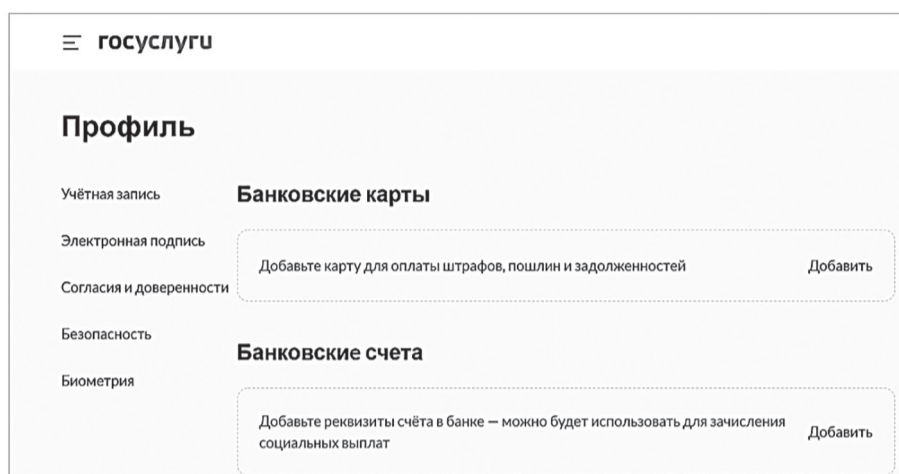 госуслуги
Профиль
Учётная запись
Электронная подпись
Согласия и доверенности
Безопасность
Биометрия
Банковские карты
Добавьте карту для оплаты штрафов, пошлин и задолженностей
Добавить
Банковские счета
Добавьте реквизиты счёта в банке — можно будет использовать для зачисления
социальных выплат
Добавить